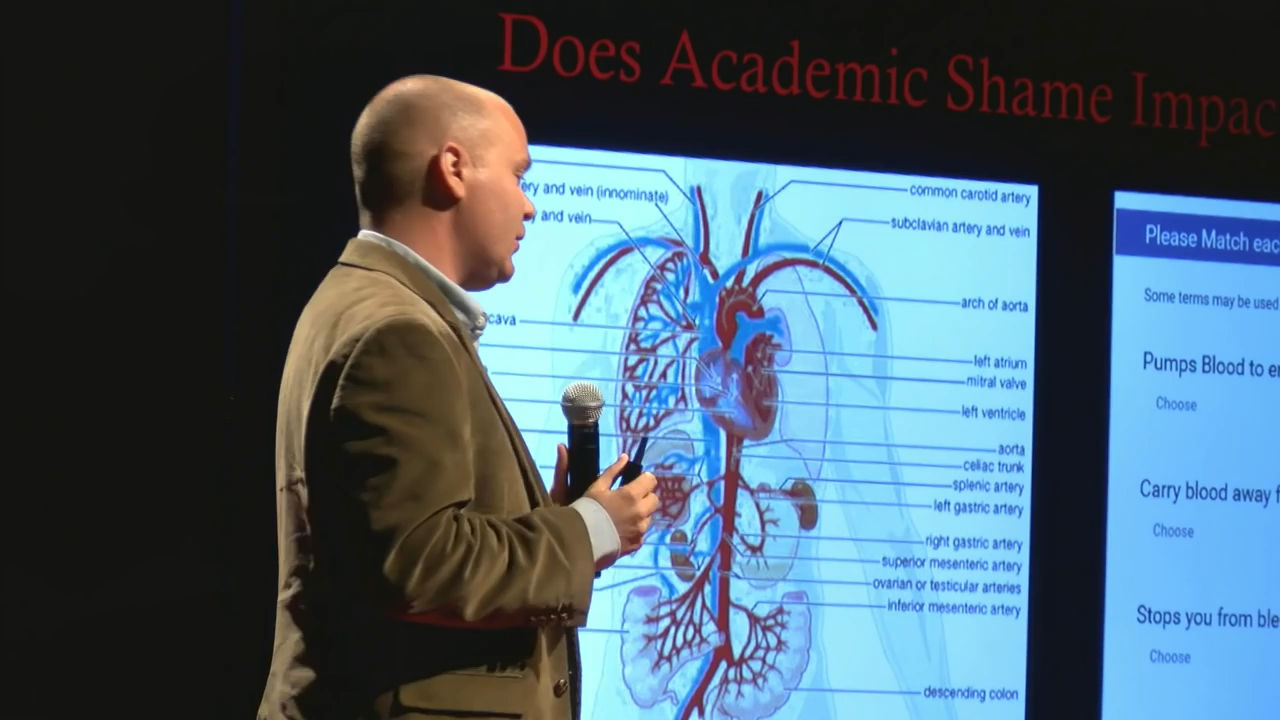 Does Academic Shame Impac
ery and vein (innominate)
y and vein
cava
common carotid artery
subclavian artery and vein
arch of aorta
left atrium
mitral valve
left ventricle
aorta
celiac trunk
splenic artery
left gastric artery
right gastric artery
superior mesenteric artery
ovarian or testicular arteries
inferior mesenteric artery
descending colon
Please Match eac
Some terms may be used
Pumps Blood to e
Choose
Carry blood away f
Choose
Stops you from ble
Choose